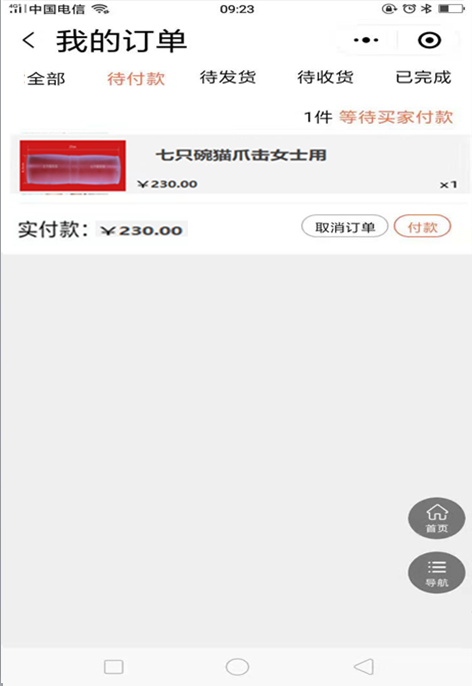 中国电信 09:23
我的订单
全部 待付款 待发货 待收货 已完成
1件 等待买家付款
七只碗猫爪击女士用
￥230.00 x1
实付款：￥230.00 取消订单 付款
首页
导航